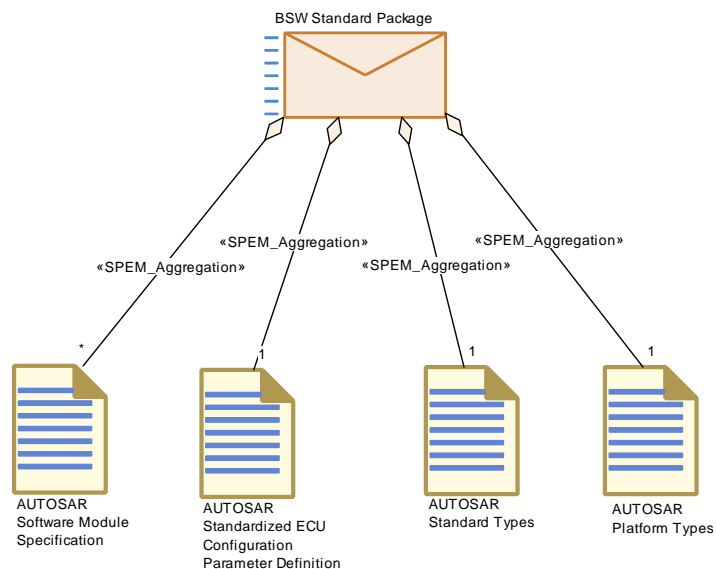 BSW Standard Package
«SPEM_Aggregation»
«SPEM_Aggregation»
«SPEM_Aggregation»
«SPEM_Aggregation»
*
1
1
1
AUTOSAR
Software Module
Specification
AUTOSAR
Standardized ECU
Configuration
Parameter Definition
AUTOSAR
Standard Types
AUTOSAR
Platform Types